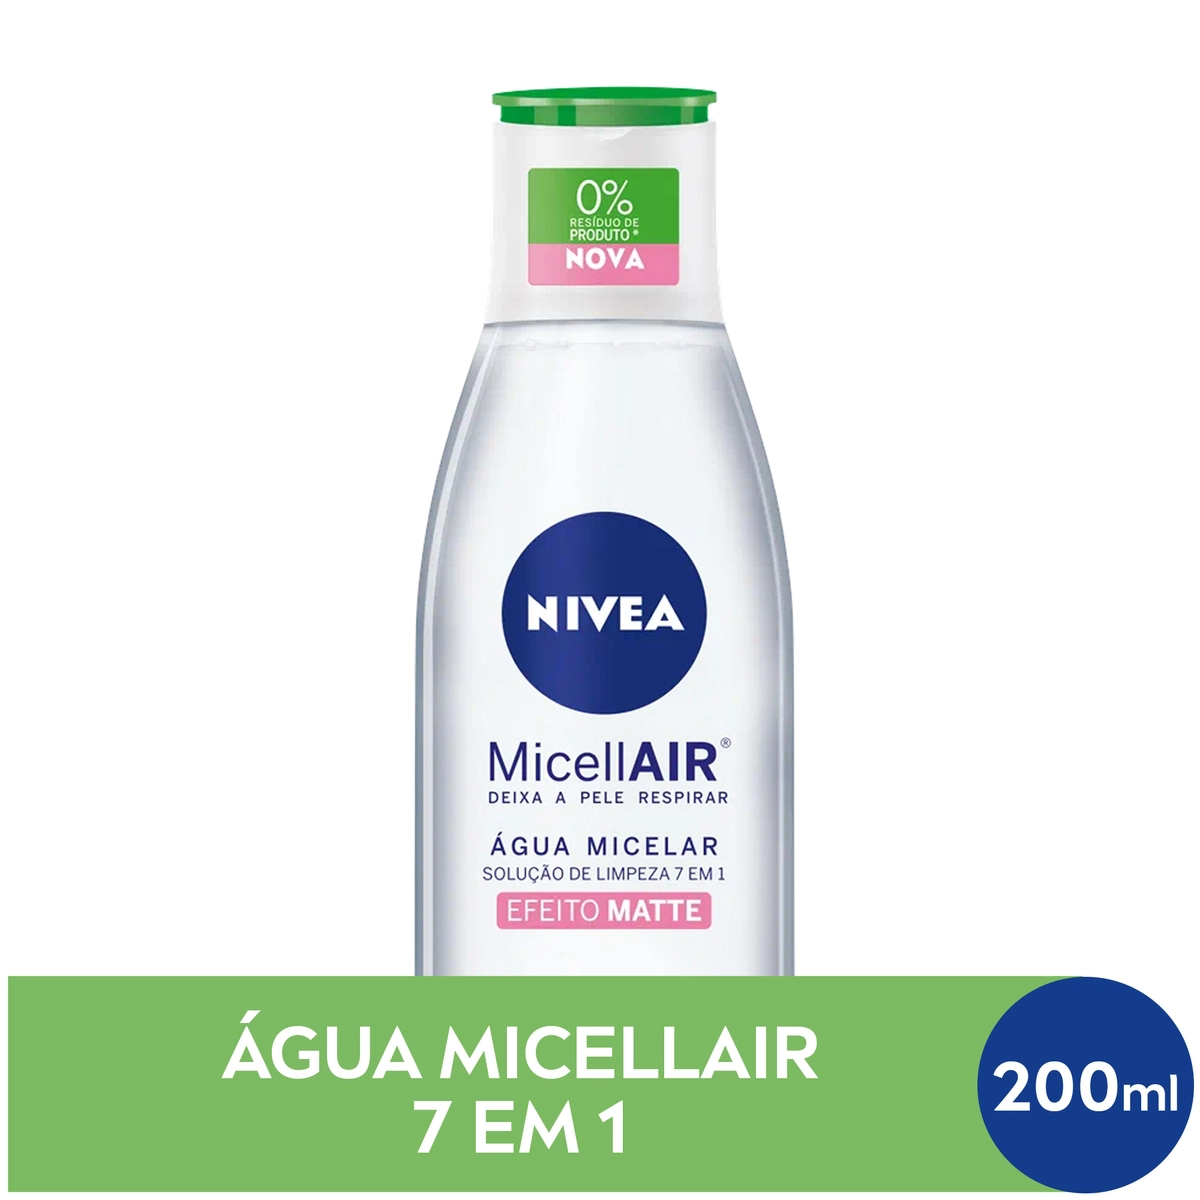 0%
RESÍDUO DE
PRODUTO*
NOVA
NIVEA
MicellAIR®
DEIXA A PELE RESPIRAR
ÁGUA MICELAR
SOLUÇÃO DE LIMPEZA 7 EM 1
EFEITO MATTE
ÁGUA MICELLAIR
7 EM 1
200ml